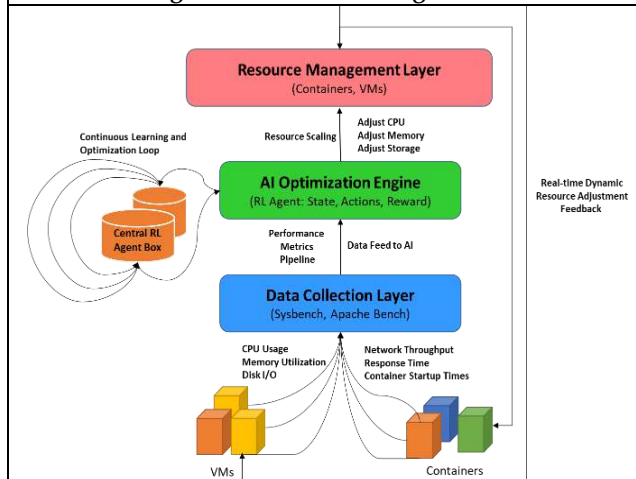 Resource Management Layer
(Containers, VMs)
Resource Scaling
Adjust CPU
Adjust Memory
Adjust Storage
Continuous Learning and
Optimization Loop
AI Optimization Engine
(RL Agent: State, Actions, Reward)
Central RL
Agent Box
Real-time Dynamic
Resource Adjustment
Feedback
Performance
Metrics
Pipeline
Data Feed to AI
Data Collection Layer
(Sysbench, Apache Bench)
CPU Usage
Memory Utilization
Disk I/O
Network Throughput
Response Time
Container Startup Times
VMs
Containers